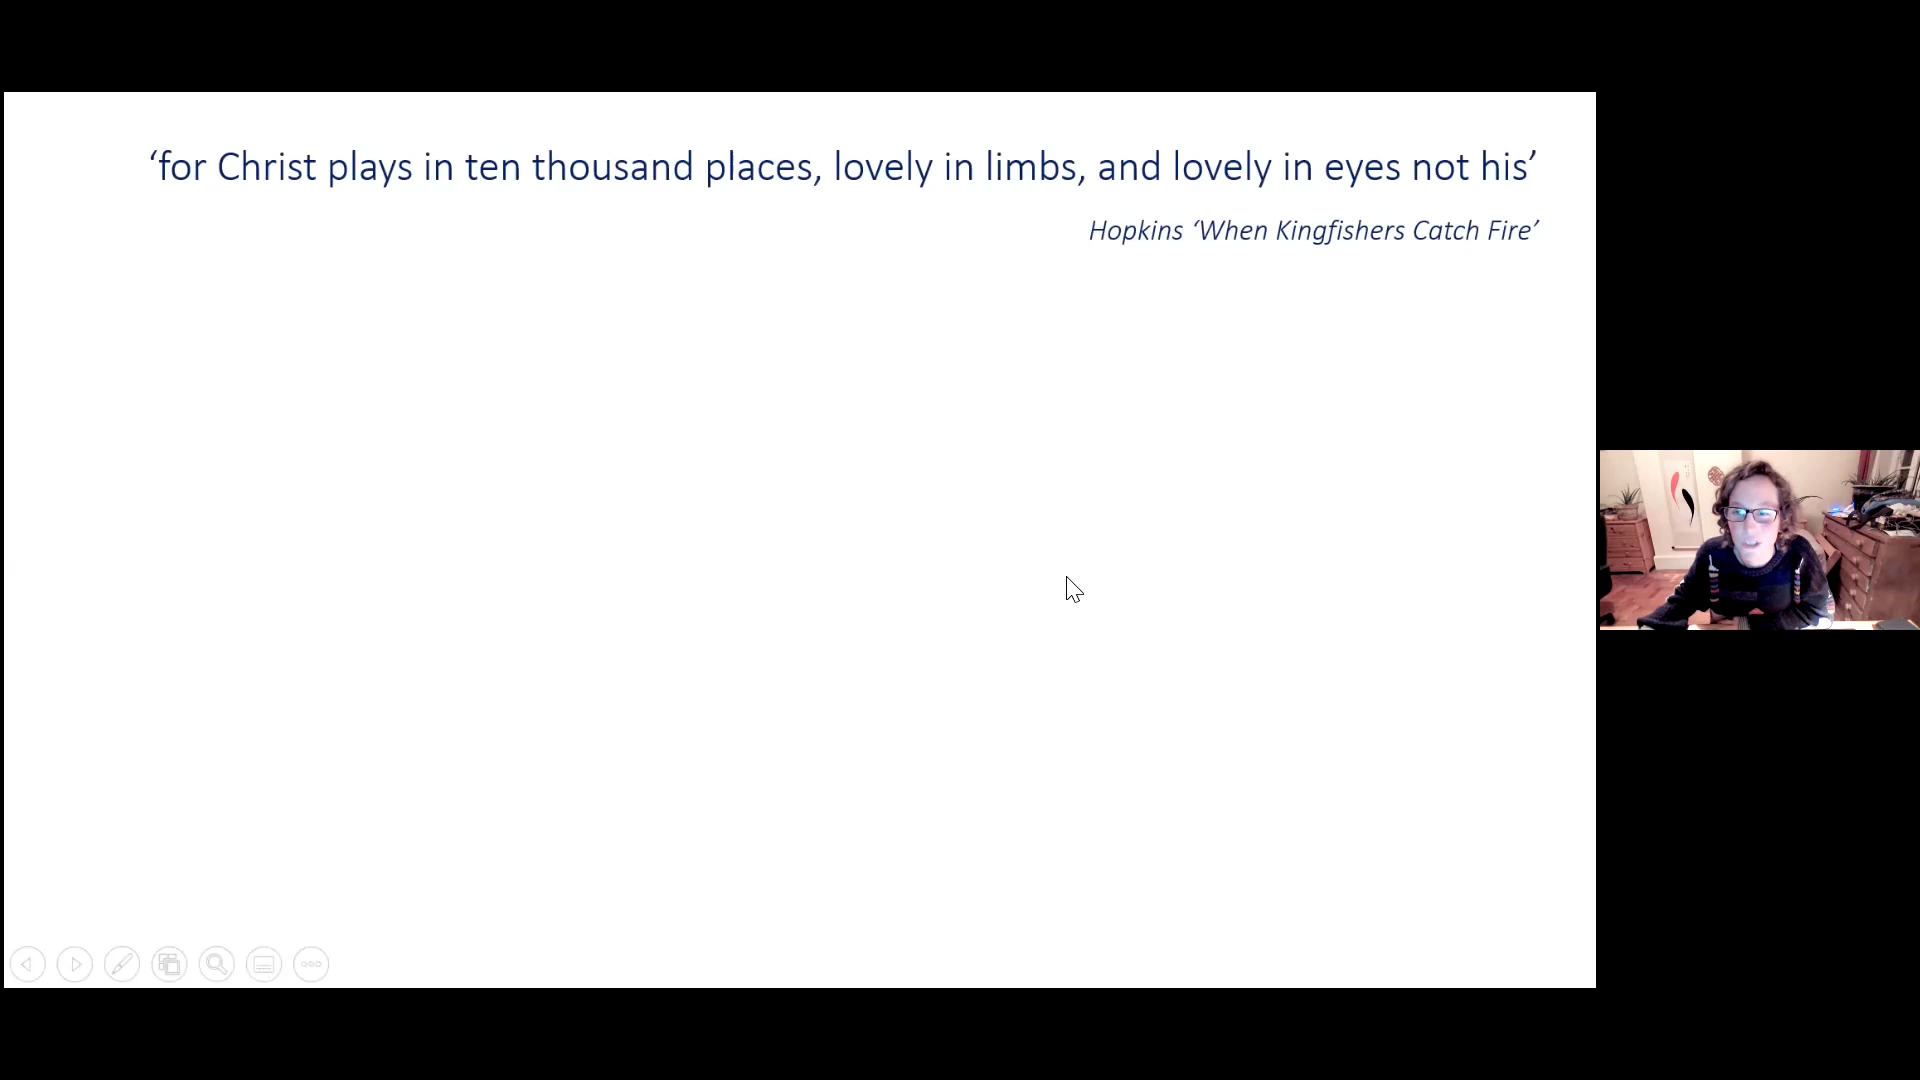 ‘for Christ plays in ten thousand places, lovely in limbs, and lovely in eyes not his’
Hopkins ‘When Kingfishers Catch Fire’